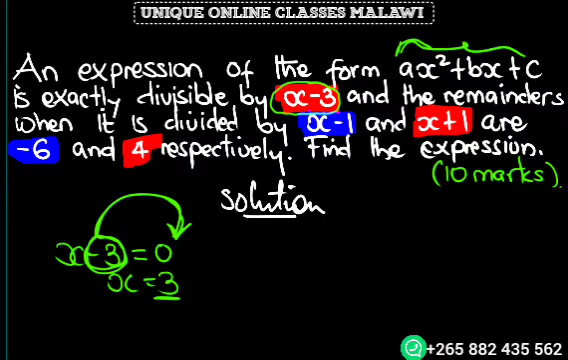 UNIQUE ONLINE CLASSES MALAWI
An expression of the form ax²+bx+c
is exactly divisible by x-3 and the remainders
when it is divided by x-1 and x+1 are
-6 and 4 respectively. Find the expression.
(10 marks).
solution
x-3=0
x=3
+265 882 435 562